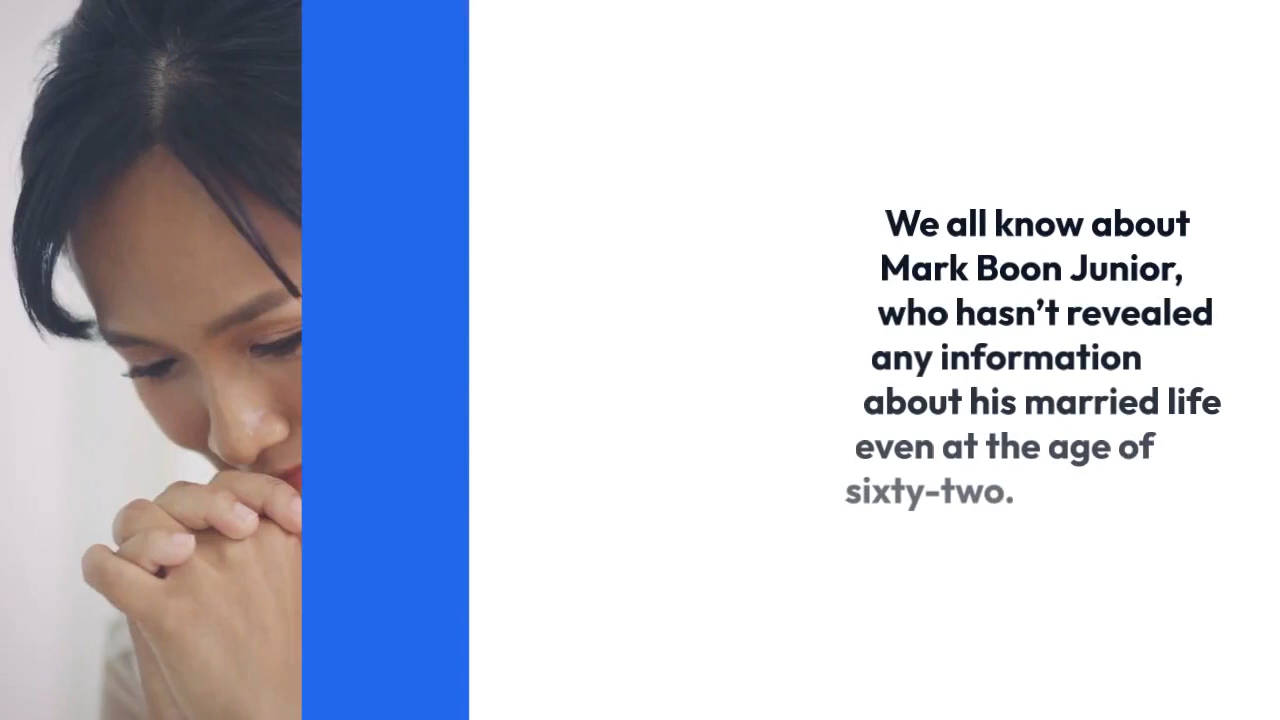 We all know about
Mark Boon Junior,
who hasn’t revealed
any information
about his married life
even at the age of
sixty-two.